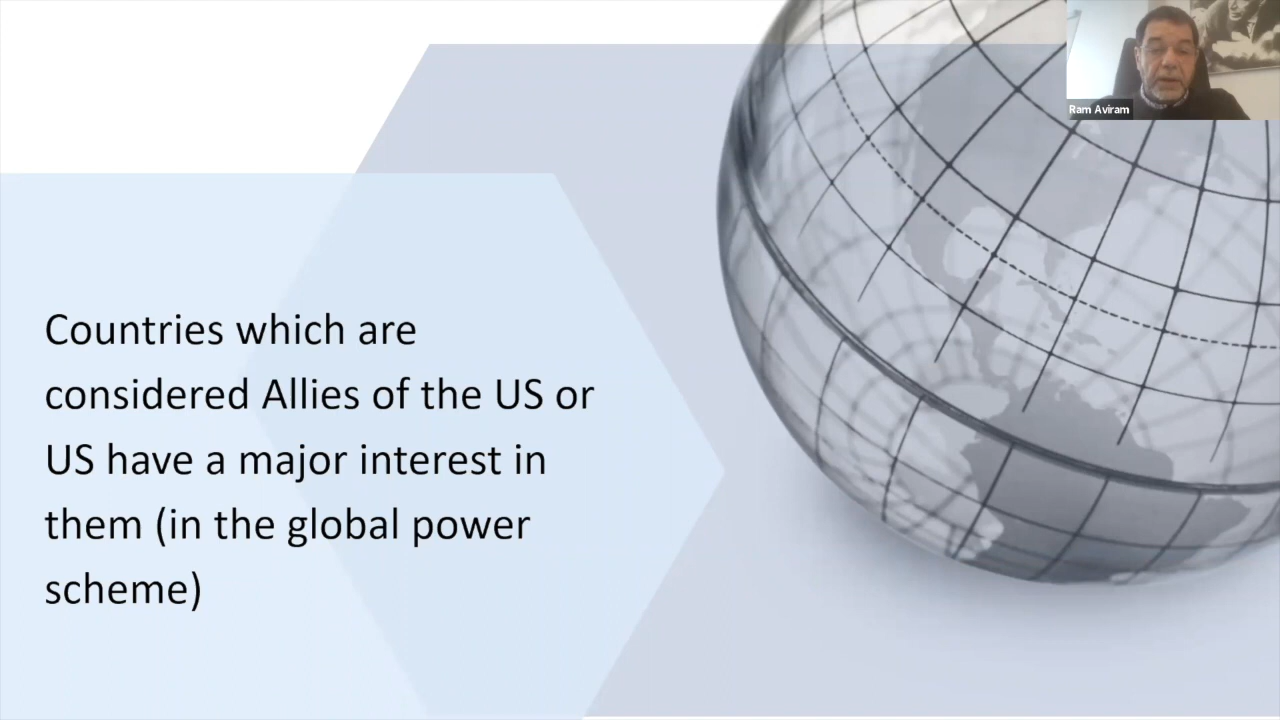 Ram Aviram
Countries which are
considered Allies of the US or
US have a major interest in
them (in the global power
scheme)